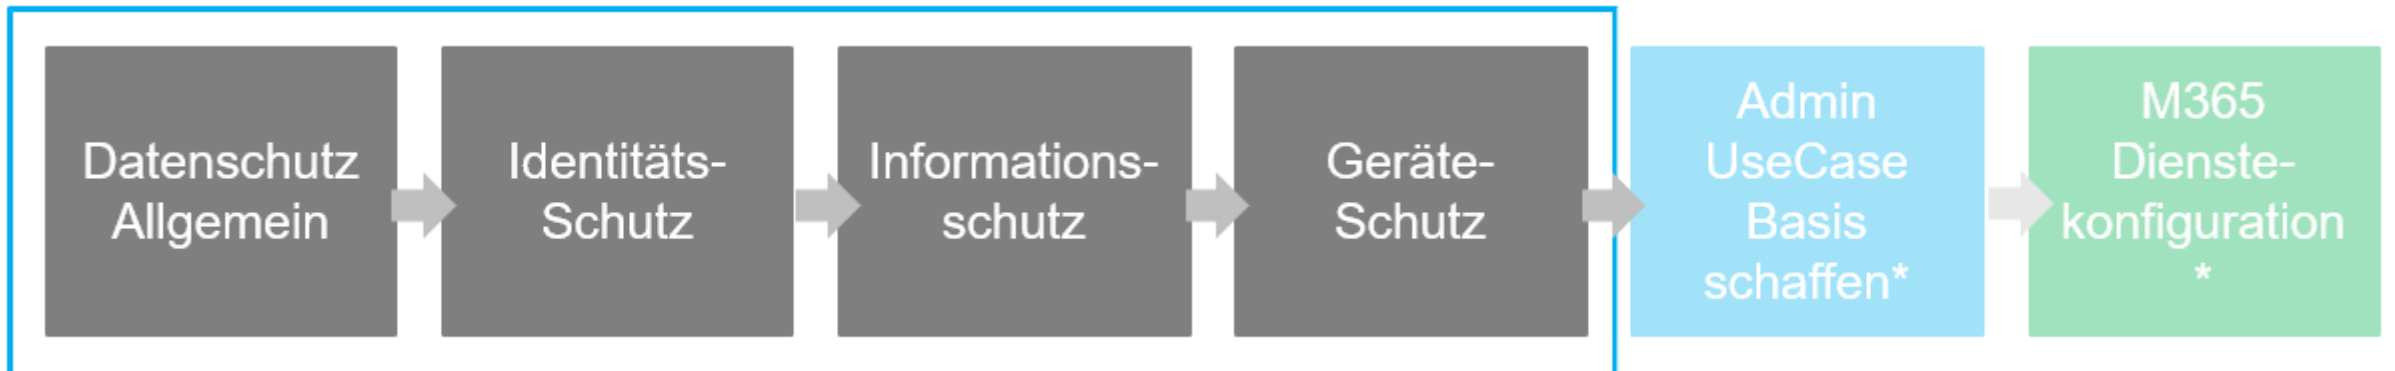 Datenschutz
Allgemein
Identitäts-
Schutz
Informations-
schutz
Geräte-
Schutz
Admin
UseCase
Basis
schaffen*
M365
Dienste-
konfiguration
*